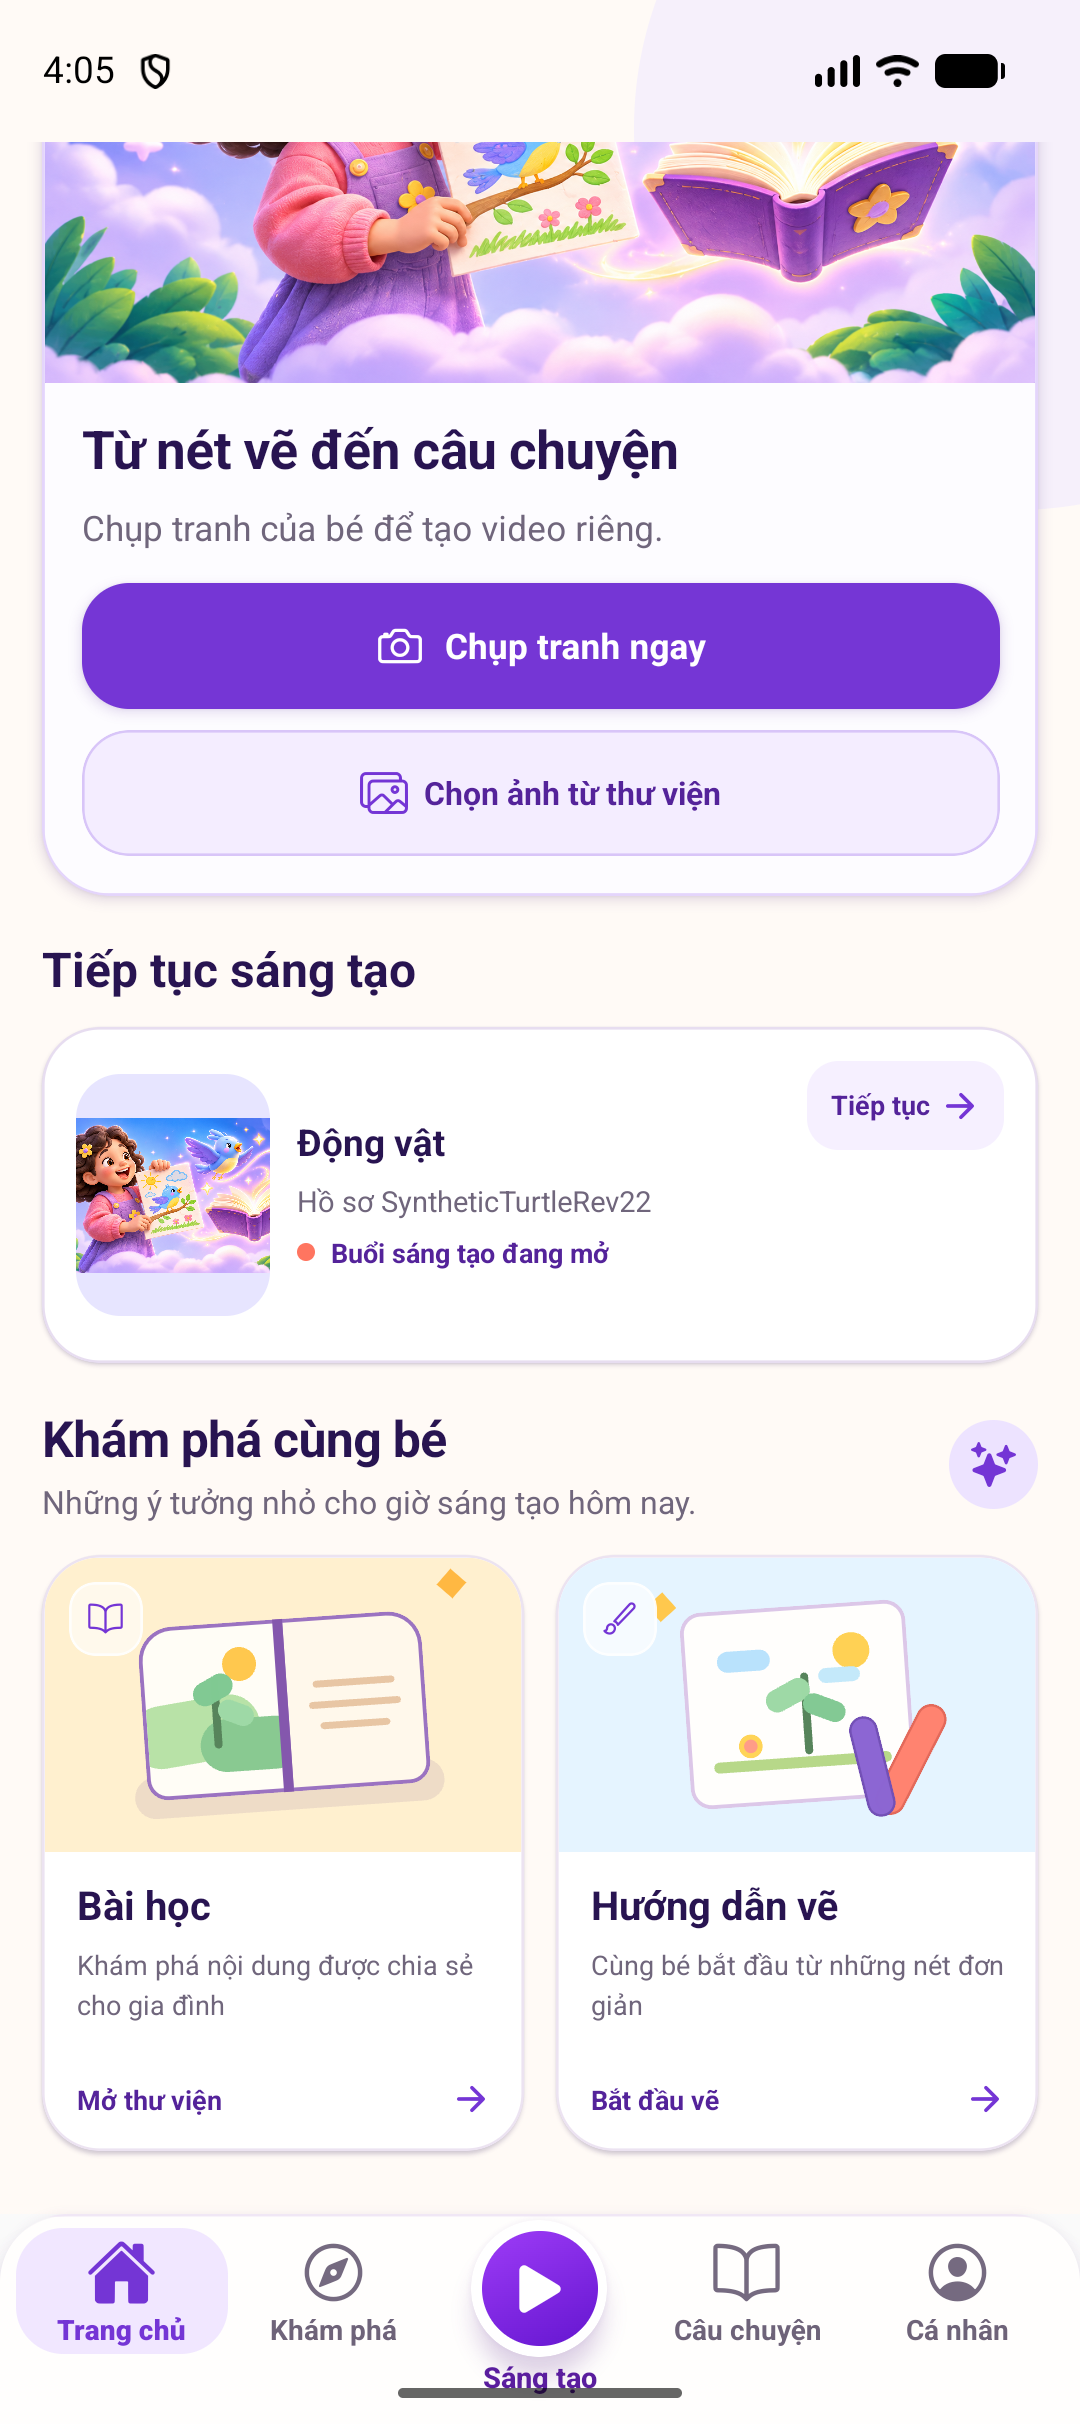 4:05
Từ nét vẽ đến câu chuyện
Chụp tranh của bé để tạo video riêng.
Chụp tranh ngay
Chọn ảnh từ thư viện
Tiếp tục sáng tạo
Tiếp tục
Động vật
Hồ sơ SyntheticTurtleRev22
Buổi sáng tạo đang mở
Khám phá cùng bé
Những ý tưởng nhỏ cho giờ sáng tạo hôm nay.
Bài học
Khám phá nội dung được chia sẻ
cho gia đình
Mở thư viện
Hướng dẫn vẽ
Cùng bé bắt đầu từ những nét đơn
giản
Bắt đầu vẽ
Trang chủ
Khám phá
Sáng tạo
Câu chuyện
Cá nhân